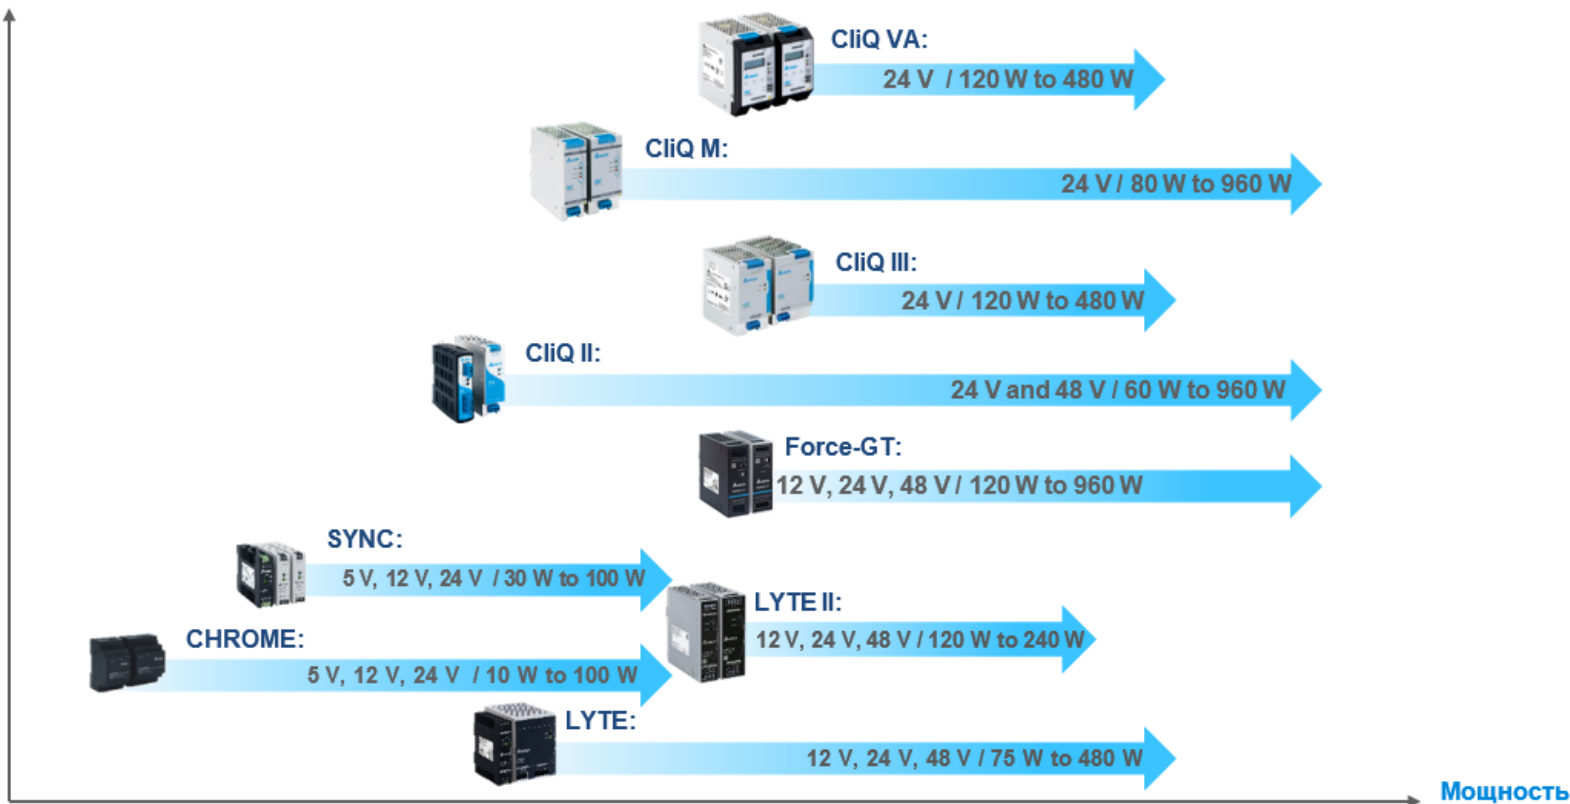 CliQ VA:
24 V / 120 W to 480 W
CliQ M:
24 V / 80 W to 960 W
CliQ III:
24 V / 120 W to 480 W
CliQ II:
24 V and 48 V / 60 W to 960 W
Force-GT:
12 V, 24 V, 48 V / 120 W to 960 W
SYNC:
5 V, 12 V, 24 V / 30 W to 100 W
LYTE II:
12 V, 24 V, 48 V / 120 W to 240 W
CHROME:
5 V, 12 V, 24 V / 10 W to 100 W
LYTE:
12 V, 24 V, 48 V / 75 W to 480 W
Мощность